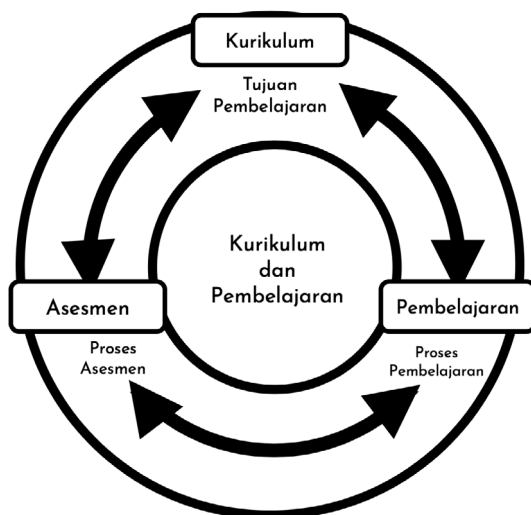 Kurikulum
Tujuan
Pembelajaran
Kurikulum
dan
Pembelajaran
Asesmen
Proses
Asesmen
Pembelajaran
Proses
Pembelajaran